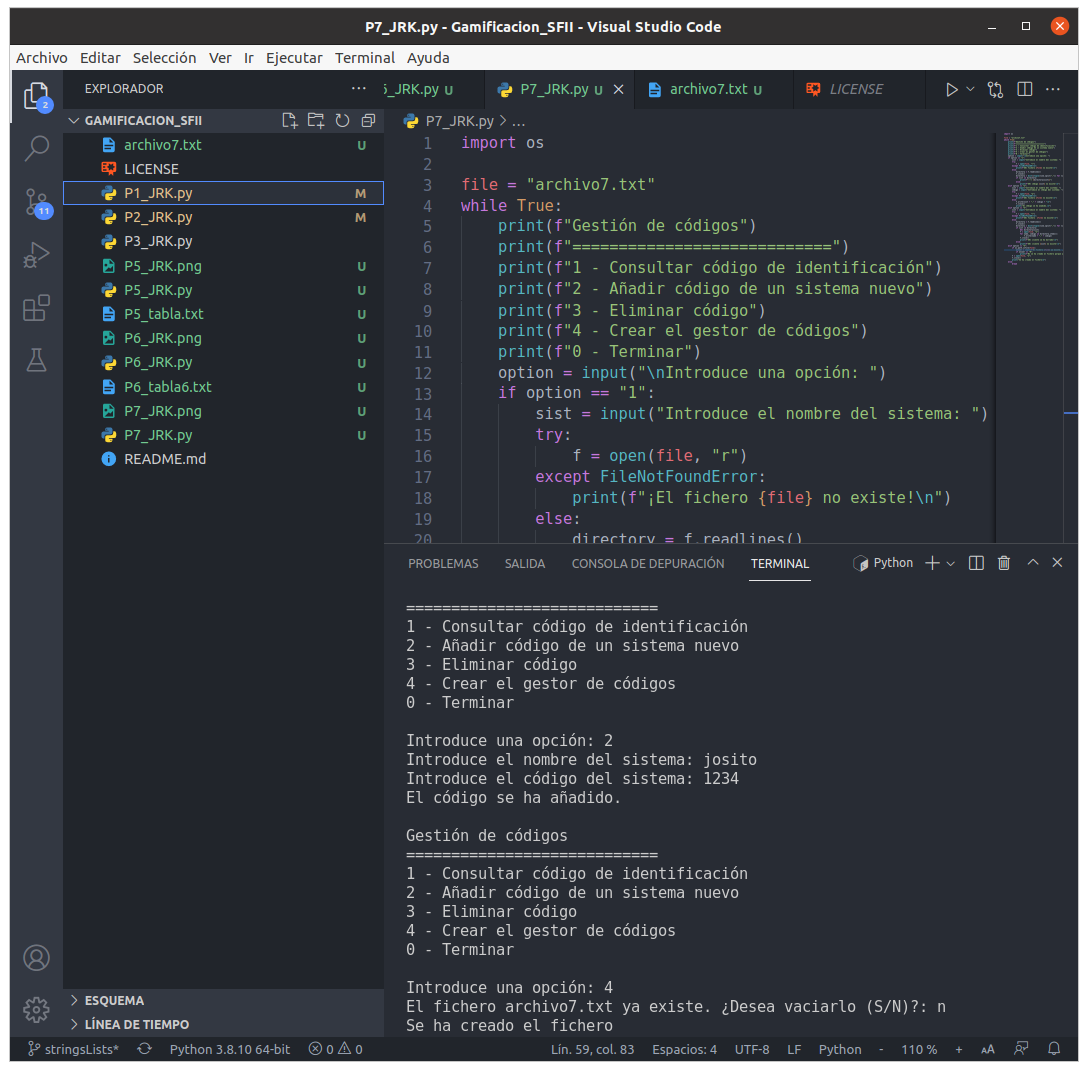 P7_JRK.py - Gamificacion_SFII - Visual Studio Code
Archivo Editar Selección Ver Ir Ejecutar Terminal Ayuda
EXPLORADOR
5_JRK.py U
P7_JRK.py U
archivo7.txt U
LICENSE
2
11
GAMIFICACION_SFII
archivo7.txt U
LICENSE
P1_JRK.py M
P2_JRK.py M
P3_JRK.py
P5_JRK.png U
P5_JRK.py U
P5_tabla.txt U
P6_JRK.png U
P6_JRK.py U
P6_tabla6.txt U
P7_JRK.png U
P7_JRK.py U
README.md
ESQUEMA
LÍNEA DE TIEMPO
P7_JRK.py > ...
1 import os
2
3 file = "archivo7.txt"
4 while True:
5 print(f"Gestión de códigos")
6 print(f"============================")
7 print(f"1 - Consultar código de identificación")
8 print(f"2 - Añadir código de un sistema nuevo")
9 print(f"3 - Eliminar código")
10 print(f"4 - Crear el gestor de códigos")
11 print(f"0 - Terminar")
12 option = input("\nIntroduce una opción: ")
13 if option == "1":
14 sist = input("Introduce el nombre del sistema: ")
15 try:
16 f = open(file, "r")
17 except FileNotFoundError:
18 print(f"¡El fichero {file} no existe!\n")
19 else:
20 directory = f.readlines()
PROBLEMAS SALIDA CONSOLA DE DEPURACIÓN TERMINAL Python
============================
1 - Consultar código de identificación
2 - Añadir código de un sistema nuevo
3 - Eliminar código
4 - Crear el gestor de códigos
0 - Terminar
Introduce una opción: 2
Introduce el nombre del sistema: josito
Introduce el código del sistema: 1234
El código se ha añadido.
Gestión de códigos
============================
1 - Consultar código de identificación
2 - Añadir código de un sistema nuevo
3 - Eliminar código
4 - Crear el gestor de códigos
0 - Terminar
Introduce una opción: 4
El fichero archivo7.txt ya existe. ¿Desea vaciarlo (S/N)?: n
Se ha creado el fichero
stringsLists* Python 3.8.10 64-bit 0 0 Lín. 59, col. 83 Espacios: 4 UTF-8 LF Python - 110 % + AA